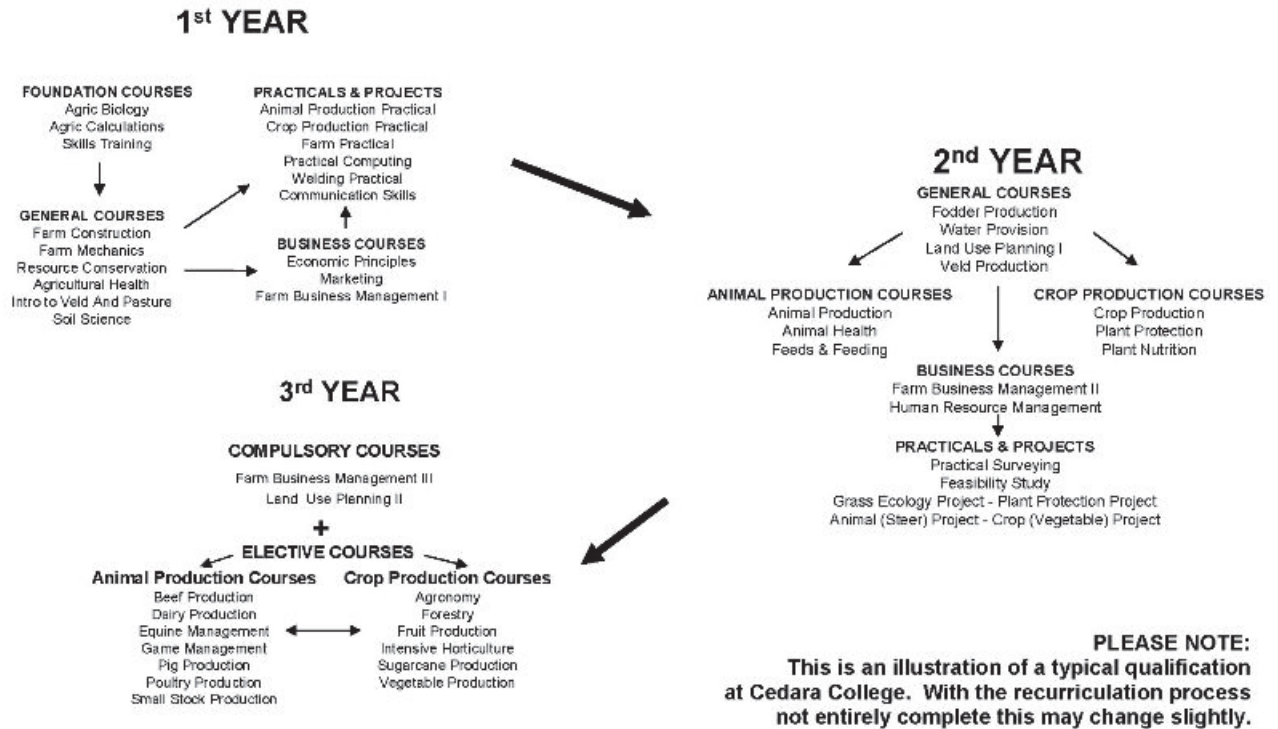 1st YEAR
FOUNDATION COURSES
Agric Biology
Agric Calculations
Skills Training
GENERAL COURSES
Farm Construction
Farm Mechanics
Resource Conservation
Agricultural Health
Intro to Veld And Pasture
Soil Science
PRACTICALS & PROJECTS
Animal Production Practical
Crop Production Practical
Farm Practical
Practical Computing
Welding Practical
Communication Skills
BUSINESS COURSES
Economic Principles
Marketing
Farm Business Management I
2nd YEAR
GENERAL COURSES
Fodder Production
Water Provision
Land Use Planning I
Veld Production
ANIMAL PRODUCTION COURSES
Animal Production
Animal Health
Feeds & Feeding
CROP PRODUCTION COURSES
Crop Production
Plant Protection
Plant Nutrition
BUSINESS COURSES
Farm Business Management II
Human Resource Management
PRACTICALS & PROJECTS
Practical Surveying
Feasibility Study
Grass Ecology Project - Plant Protection Project
Animal (Steer) Project - Crop (Vegetable) Project
3rd YEAR
COMPULSORY COURSES
Farm Business Management III
Land Use Planning II
+
ELECTIVE COURSES
Animal Production Courses
Beef Production
Dairy Production
Equine Management
Game Management
Pig Production
Poultry Production
Small Stock Production
Crop Production Courses
Agronomy
Forestry
Fruit Production
Intensive Horticulture
Sugarcane Production
Vegetable Production
PLEASE NOTE:
This is an illustration of a typical qualification
at Cedara College. With the recurriculation process
not entirely complete this may change slightly.